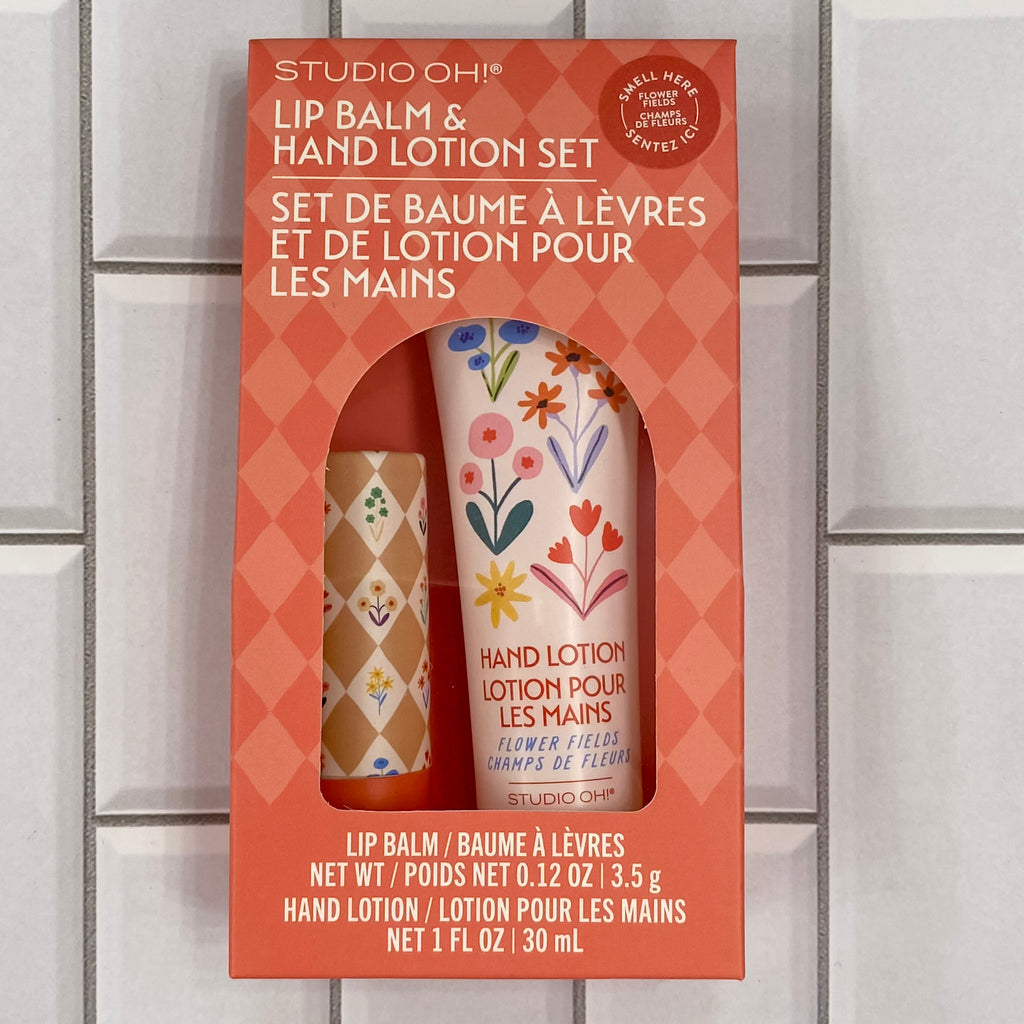 STUDIO OH!®
LIP BALM &
HAND LOTION SET
SET DE BAUME À LÈVRES
ET DE LOTION POUR
LES MAINS
SMELL HERE
FLOWER
FIELDS
CHAMPS
DE FLEURS
SENTEZ ICI
HAND LOTION
LOTION POUR
LES MAINS
FLOWER FIELDS
CHAMPS DE FLEURS
STUDIO OH!®
LIP BALM / BAUME À LÈVRES
NET WT / POIDS NET 0.12 OZ | 3.5 g
HAND LOTION / LOTION POUR LES MAINS
NET 1 FL OZ | 30 mL